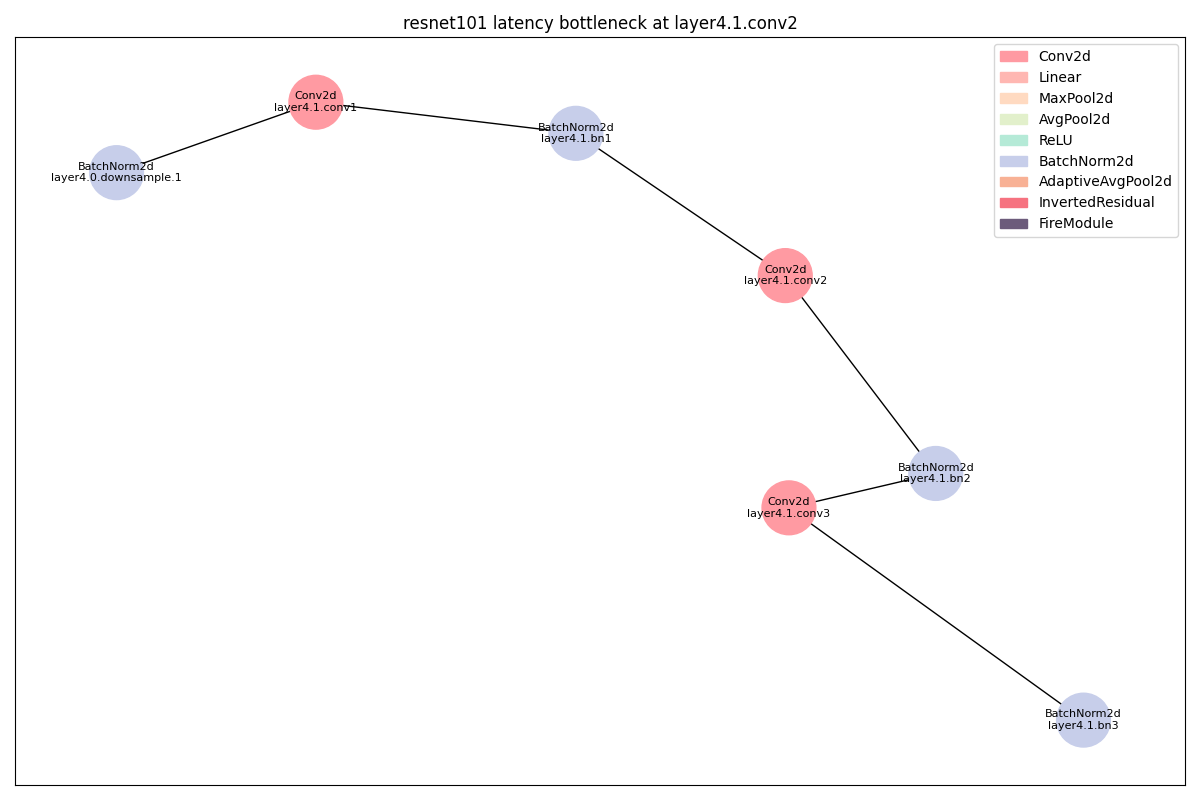 resnet101 latency bottleneck at layer4.1.conv2
Conv2d
Linear
MaxPool2d
AvgPool2d
ReLU
BatchNorm2d
AdaptiveAvgPool2d
InvertedResidual
FireModule
Conv2d
layer4.1.conv1
BatchNorm2d
layer4.1.bn1
BatchNorm2d
layer4.0.downsample.1
Conv2d
layer4.1.conv2
BatchNorm2d
layer4.1.bn2
Conv2d
layer4.1.conv3
BatchNorm2d
layer4.1.bn3